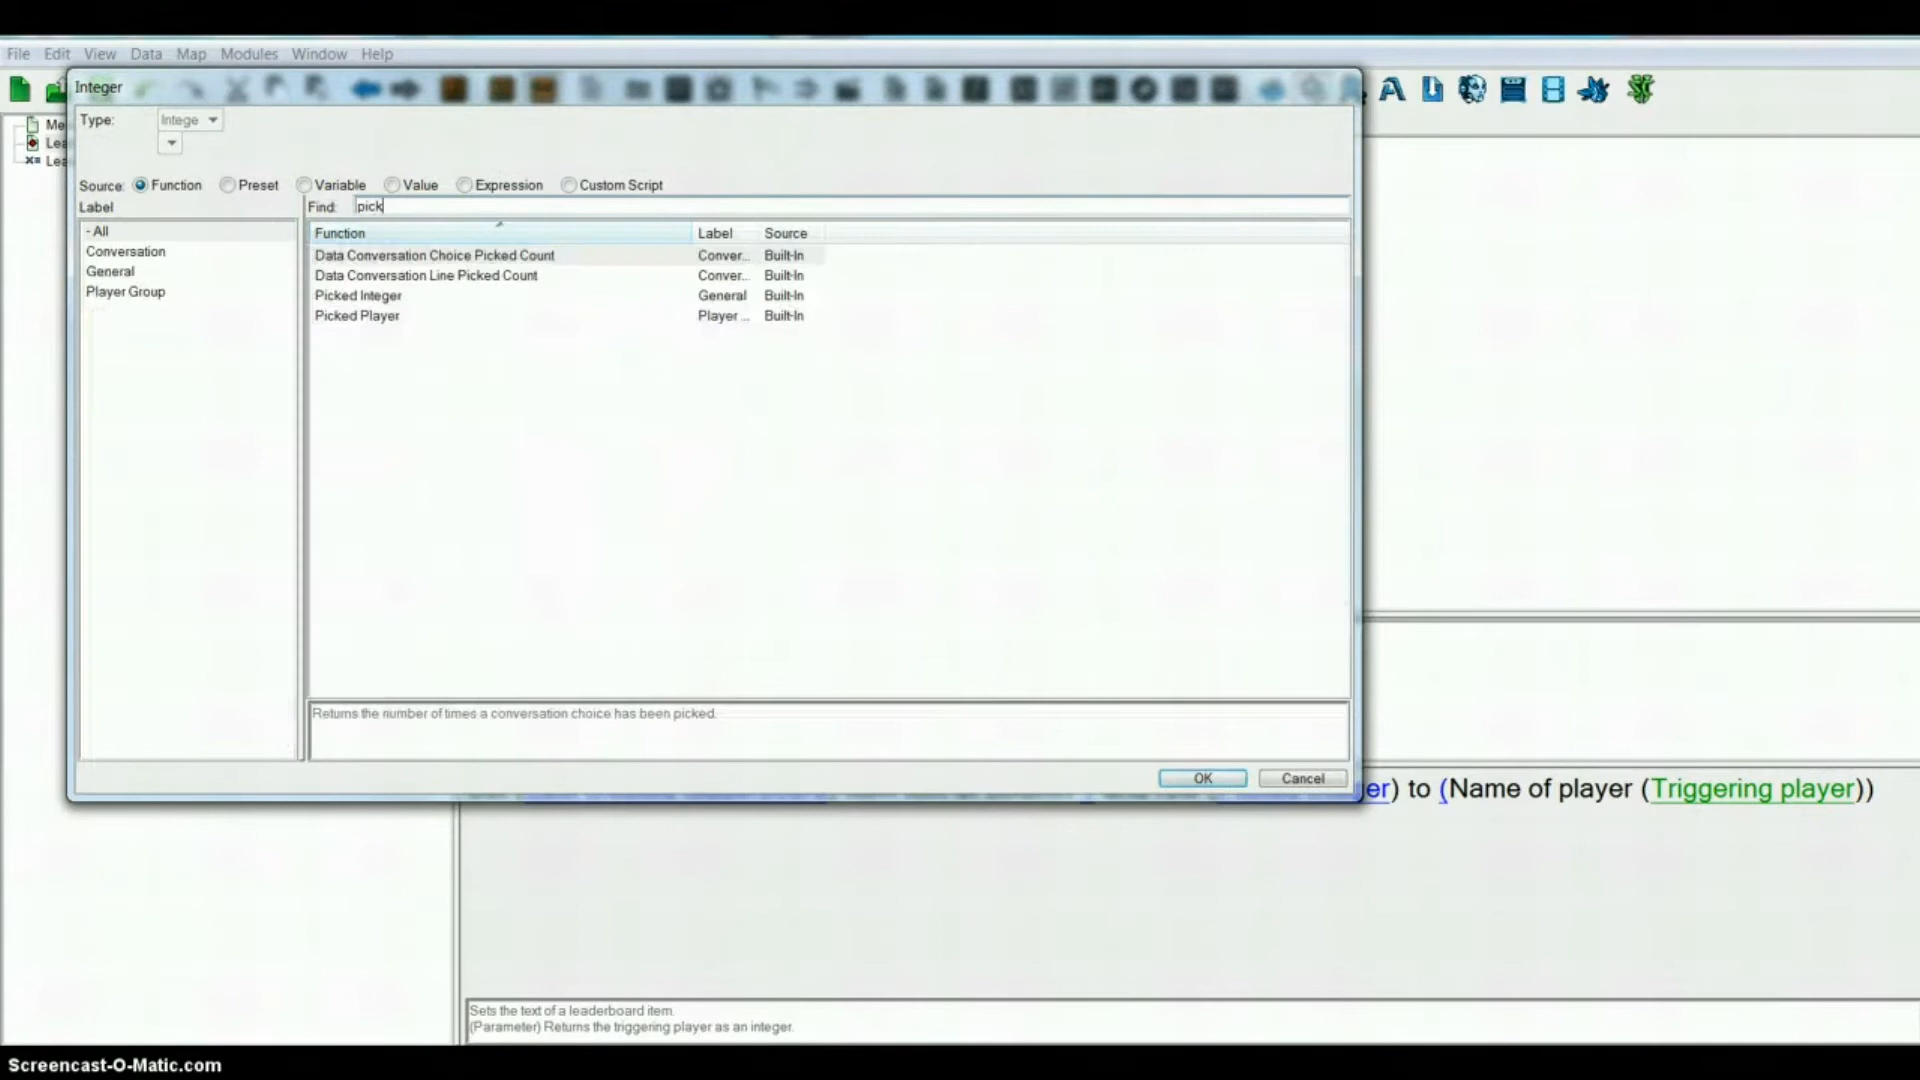 File Edit View Data Map Modules Window Help
Integer
Me
Type: Intege
Lea
Lea
Source: Function Preset Variable Value Expression Custom Script
Label Find: pick
- All
Function Label Source
Conversation
Data Conversation Choice Picked Count Conver... Built-In
General
Data Conversation Line Picked Count Conver... Built-In
Player Group
Picked Integer General Built-In
Picked Player Player ... Built-In
Returns the number of times a conversation choice has been picked.
OK Cancel
er) to (Name of player (Triggering player))
Sets the text of a leaderboard item.
(Parameter) Returns the triggering player as an integer.
Screencast-O-Matic.com